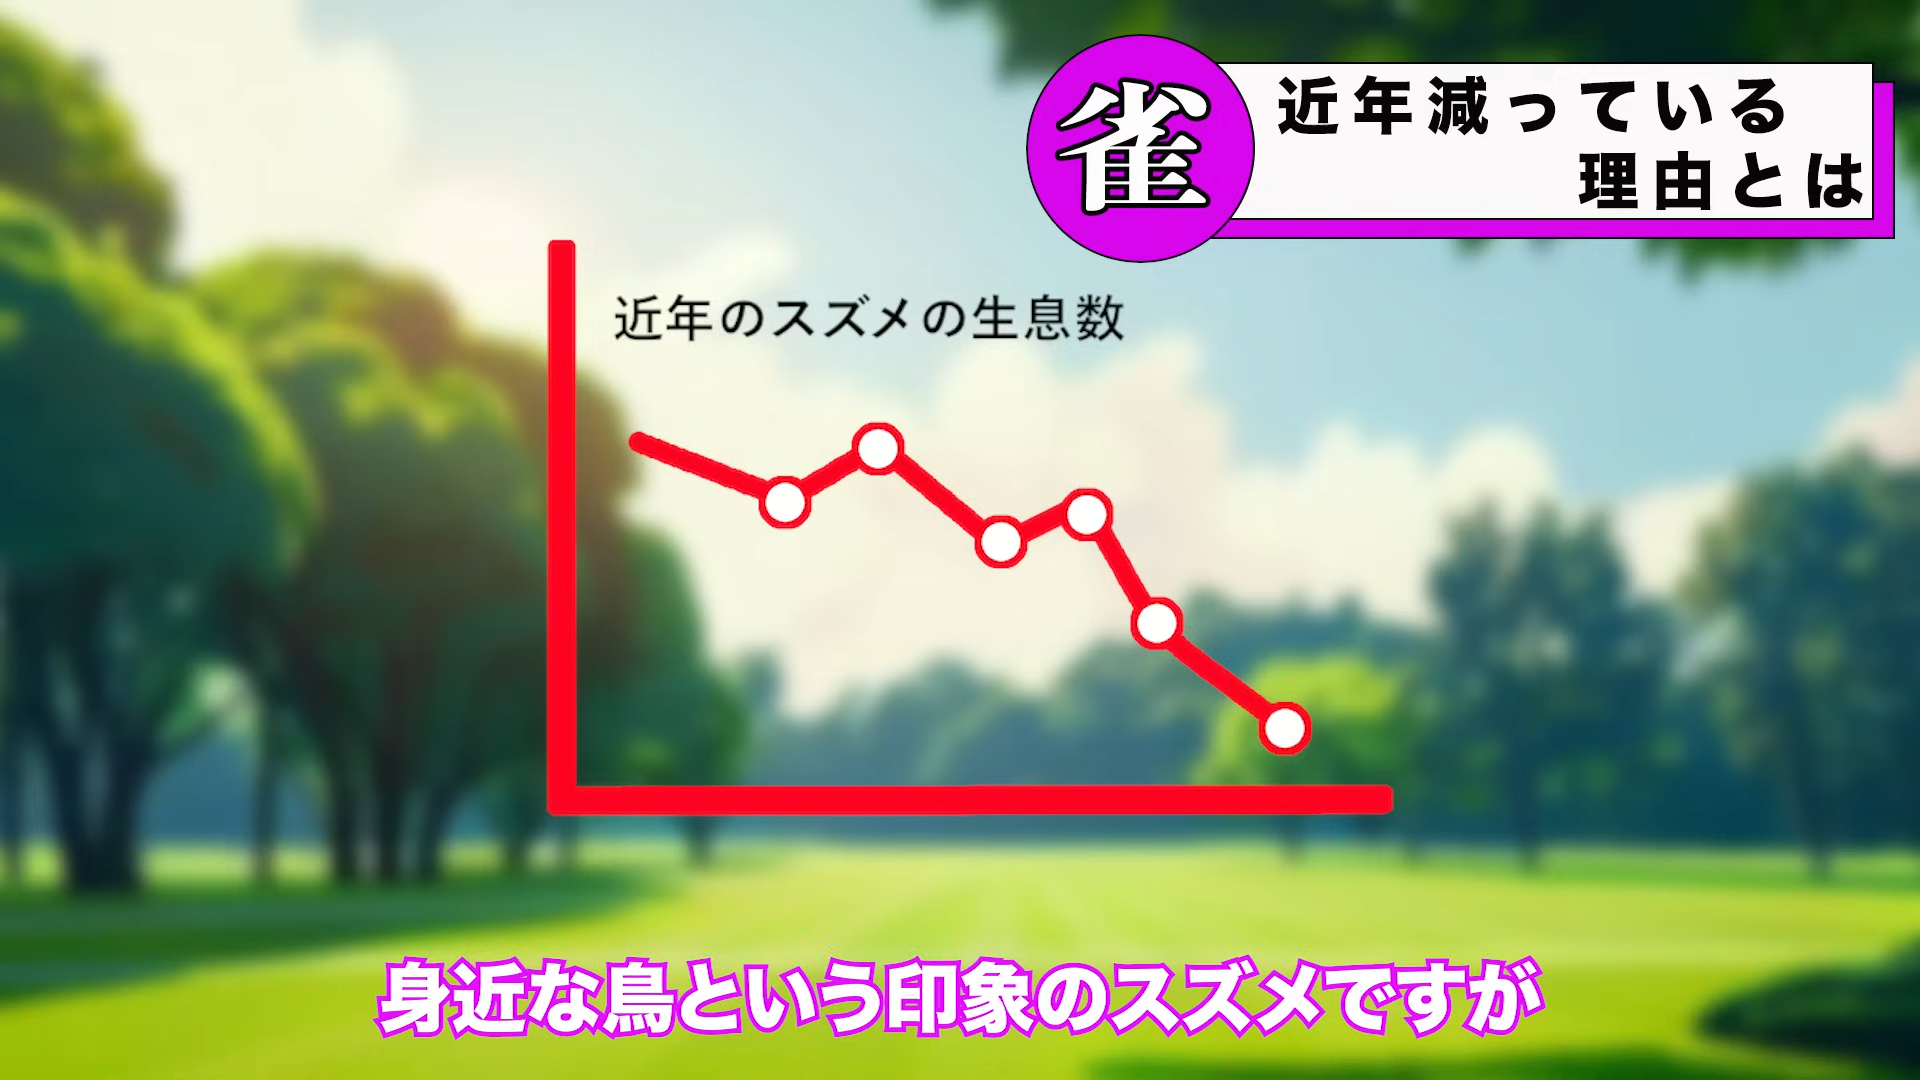 雀
近年減っている
理由とは
近年のスズメの生息数
身近な鳥という印象のスズメですが